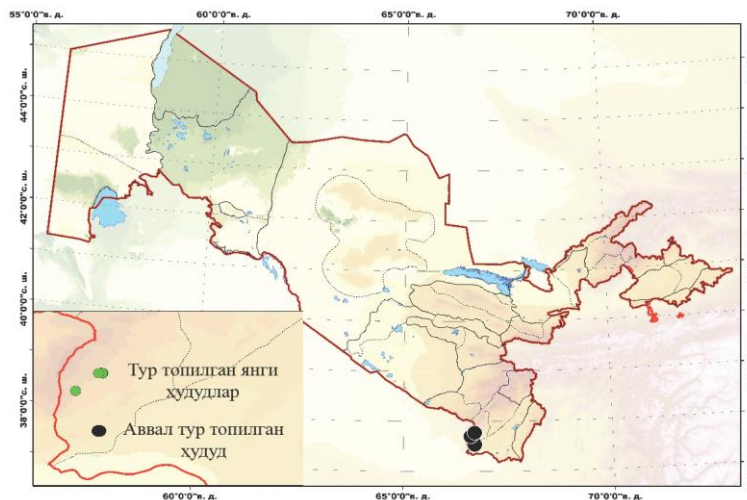 55°0'0"в. д. 60°0'0"в. д. 65°0'0"в. д. 70°0'0"в. д.
44°0'0"с. ш.
42°0'0"с. ш.
40°0'0"с. ш.
38°0'0"с. ш.
Тур топилган янги
ҳудудлар
Аввал тур топилган
ҳудуд
60°0'0"в. д. 65°0'0"в. д. 70°0'0"в. д.